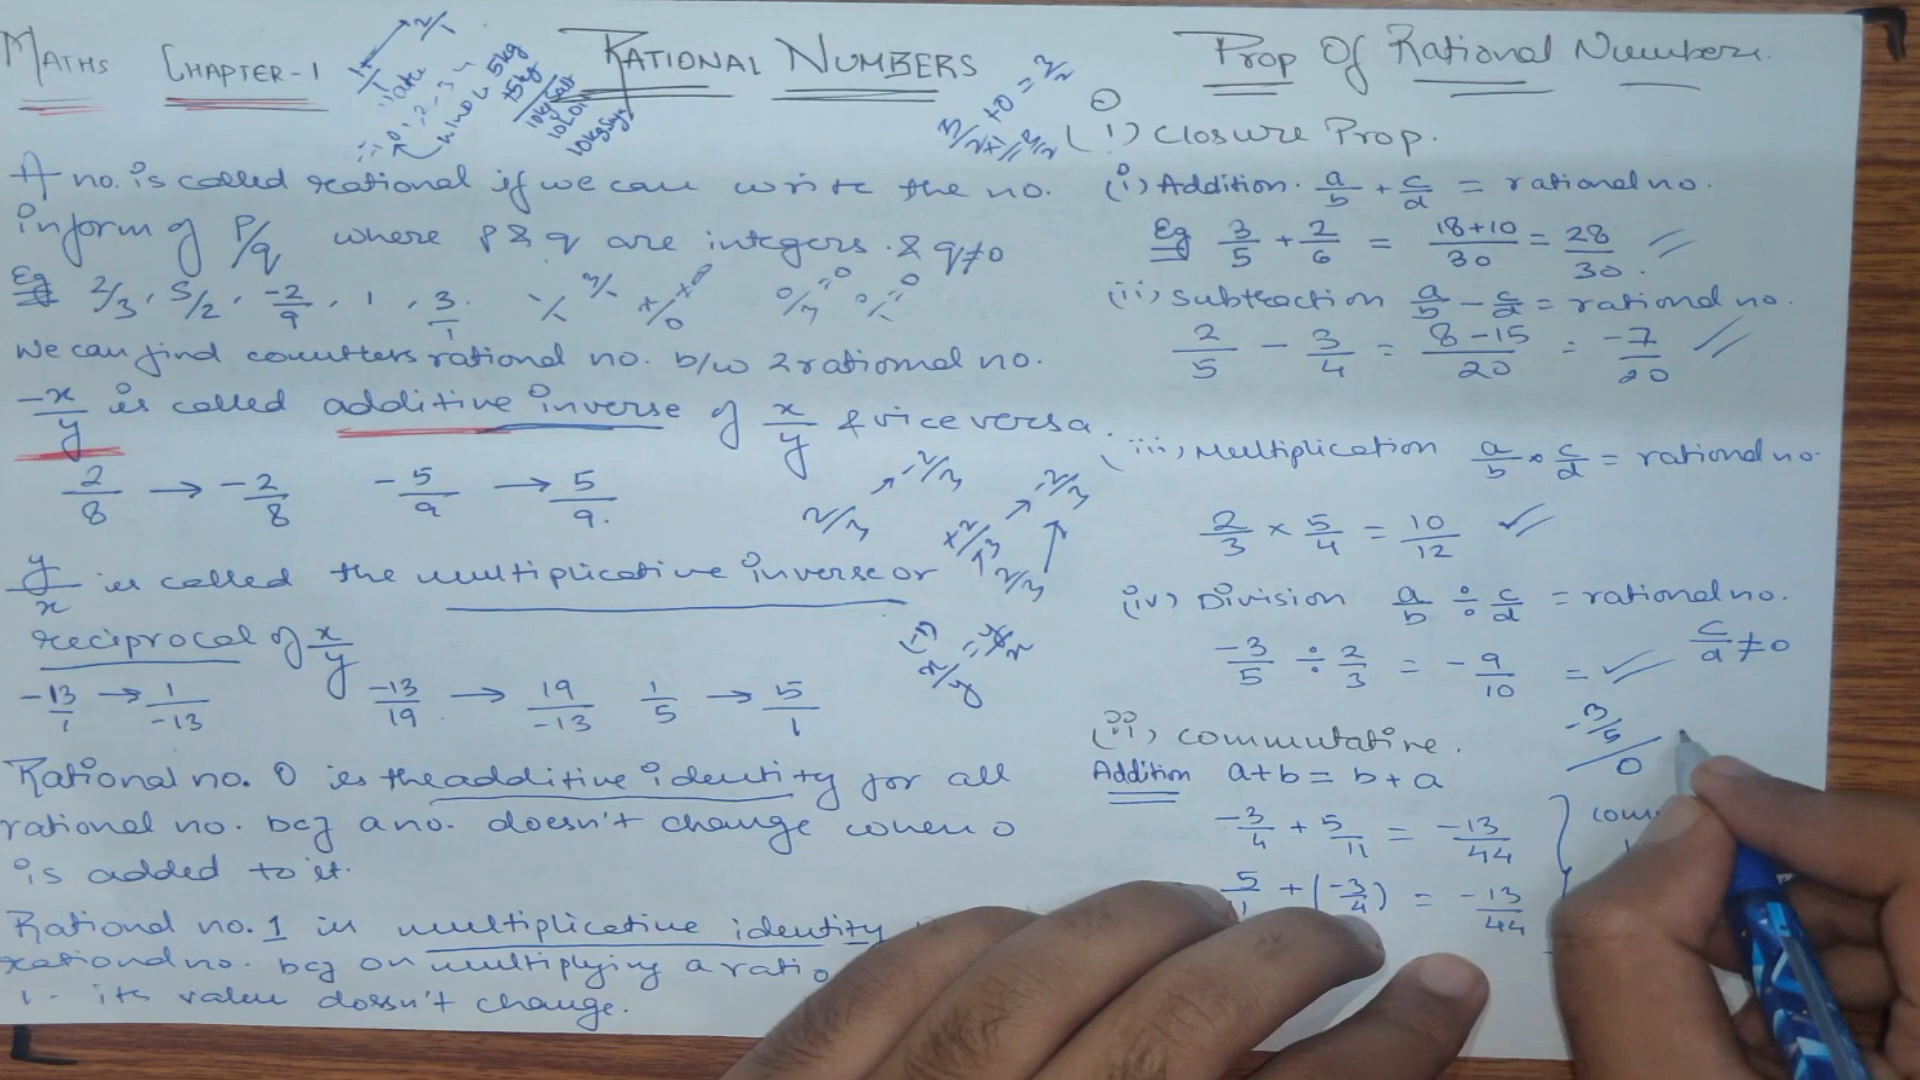 MATHS CHAPTER-1 RATIONAL NUMBERS
A no. is called rational if we can write the no.
in form of P/q where P & q are integers. & q≠0
Eg 2/3, 5/2, -2/9, 1, 3/1.
We can find countless rational no. b/w 2 rational no.
-x/y is called additive inverse of x/y & vice versa.
2/8 → -2/8 -5/9 → 5/9.
y/x is called the multiplicative inverse or
reciprocal of x/y
-13/1 → 1/-13 -13/19 → 19/-13 1/5 → 5/1
Rational no. 0 is the additive identity for all
rational no. bcz a no. doesn't change when 0
is added to it.
Rational no. 1 is multiplicative identity
rational no. bcz on multiplying a ratio
1. its value doesn't change.
Prop Of Rational Numbers.
(i) Closure Prop.
(i) Addition. a/b + c/d = rational no.
Eg 3/5 + 2/6 = 18+10/30 = 28/30.
(ii) Subtraction a/b - c/d = rational no.
2/5 - 3/4 = 8-15/20 = -7/20
(iii) Multiplication a/b × c/d = rational no.
2/3 × 5/4 = 10/12
(iv) Division a/b ÷ c/d = rational no.
c/d ≠ 0
-3/5 ÷ 2/3 = -9/10 =
-3/5/0
(ii) Commutative.
Addition a+b = b+a
-3/4 + 5/11 = -13/44
5/11 + (-3/4) = -13/44